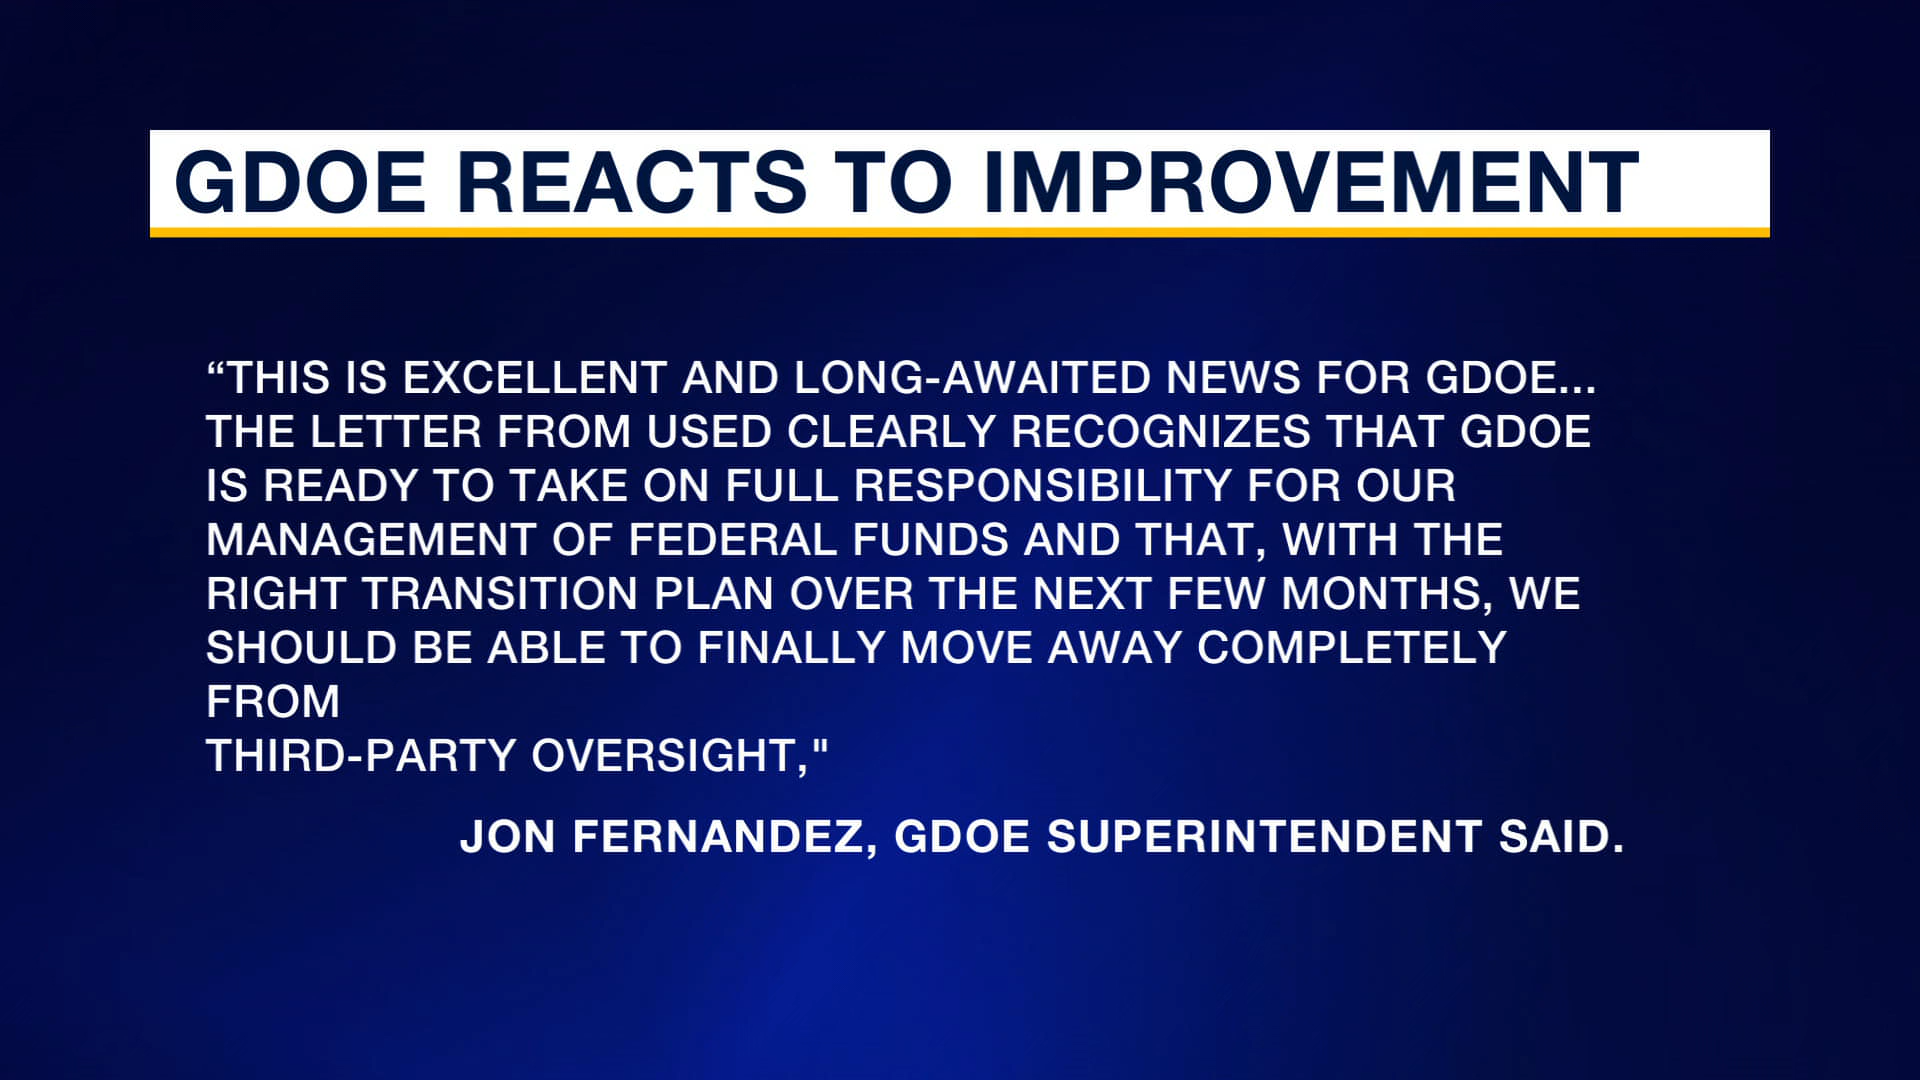 GDOE REACTS TO IMPROVEMENT
“THIS IS EXCELLENT AND LONG-AWAITED NEWS FOR GDOE...
THE LETTER FROM USED CLEARLY RECOGNIZES THAT GDOE
IS READY TO TAKE ON FULL RESPONSIBILITY FOR OUR
MANAGEMENT OF FEDERAL FUNDS AND THAT, WITH THE
RIGHT TRANSITION PLAN OVER THE NEXT FEW MONTHS, WE
SHOULD BE ABLE TO FINALLY MOVE AWAY COMPLETELY
FROM
THIRD-PARTY OVERSIGHT,"
JON FERNANDEZ, GDOE SUPERINTENDENT SAID.